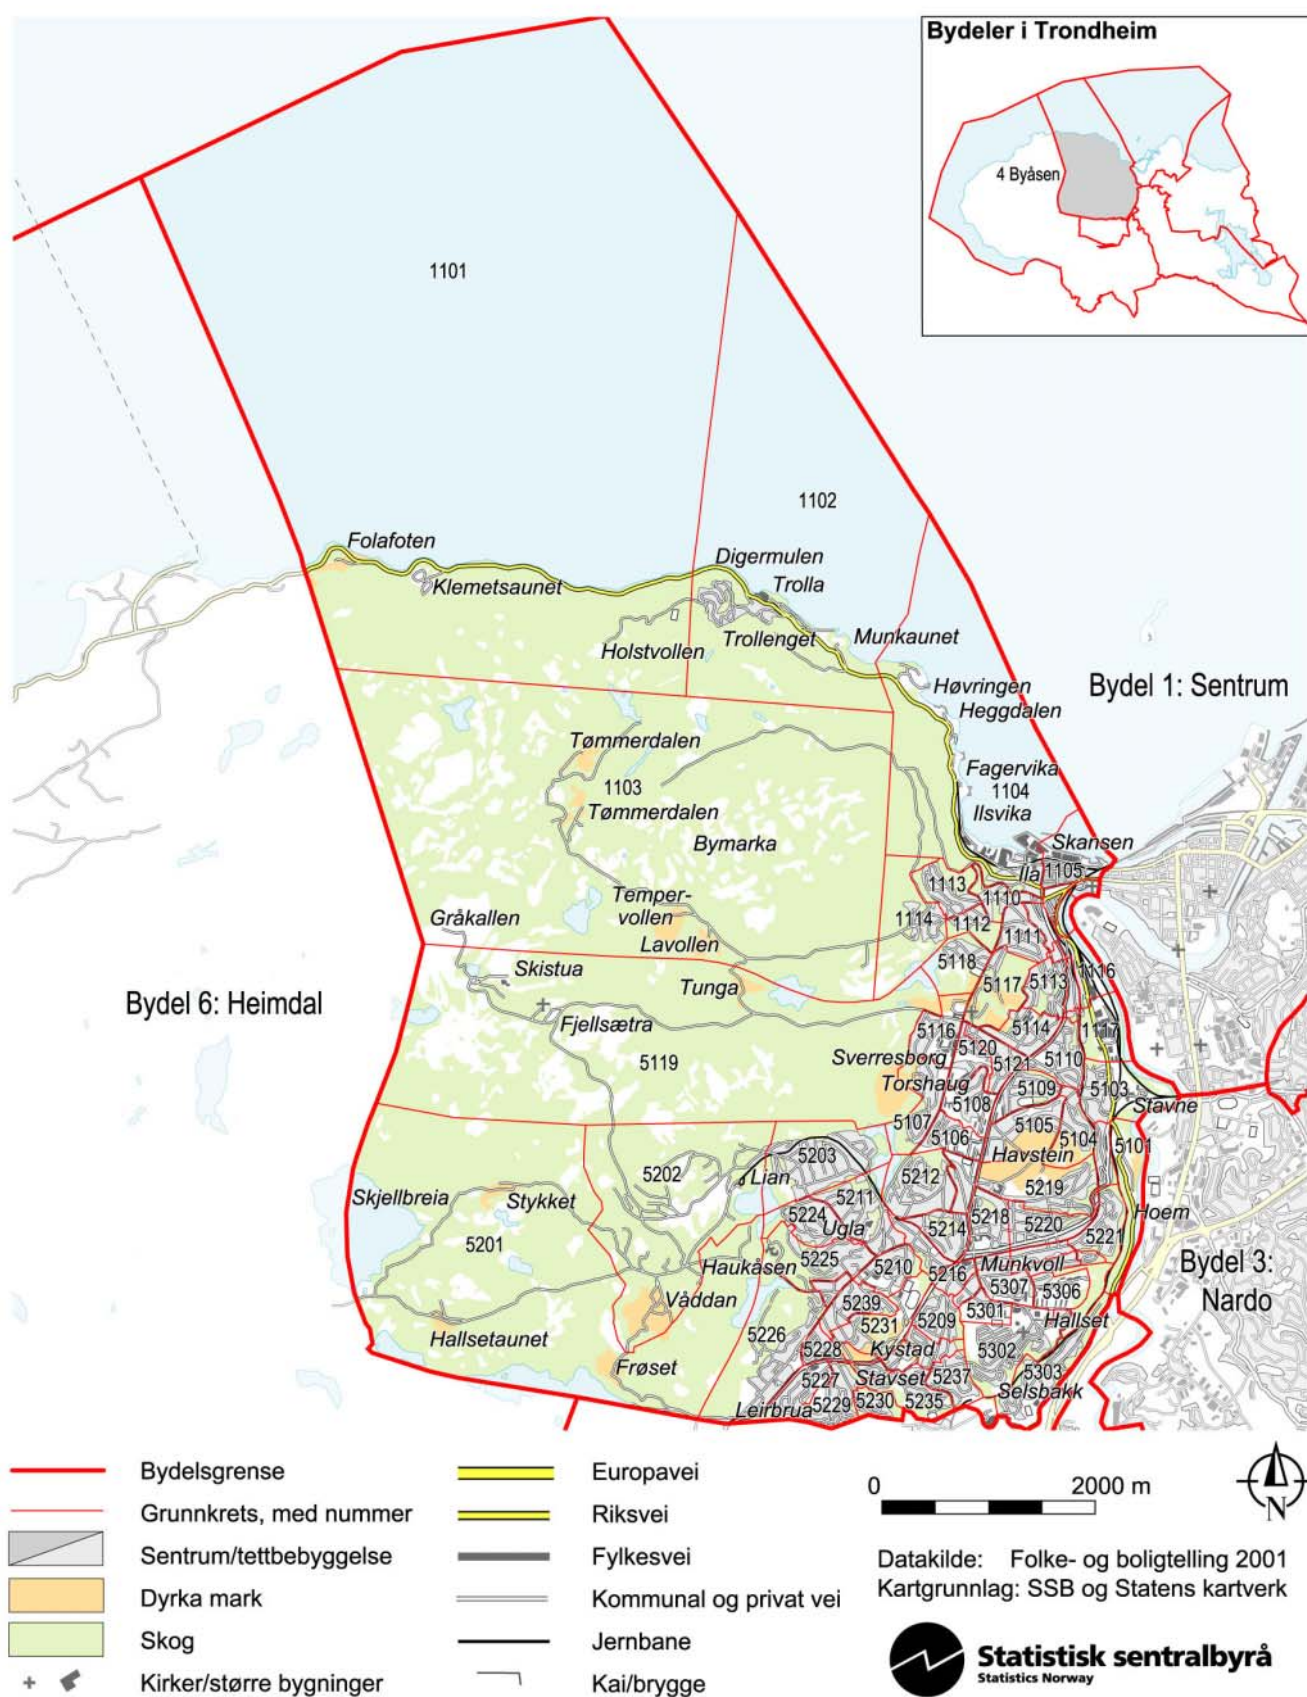 Bydeler i Trondheim
4 Byåsen
1101
1102
Folafoten
Klemetsaunet
Digermulen
Trolla
Trollenget
Holstvollen
Munkaunet
Høvringen
Heggdalen
Bydel 1: Sentrum
Tømmerdalen
1103
Tømmerdalen
Fagervika
1104
Ilsvika
Bymarka
Skansen
Ila
1105
1113
1110
Temper-
vollen
1114
1112
1111
Gråkallen
Lavollen
5118
Skistua
Tunga
5117
5113
1116
Bydel 6: Heimdal
Fjellsætra
5116
5114
1117
5120
5119
Sverresborg
5121
5110
Torshaug
5109
5103
5108
Stavne
5107
5106
5105
5104
5101
Havstein
5203
5202
Lian
5212
5219
Skjellbreia
Stykket
5211
5224
Ugla
5214
5218
5220
5221
Hoem
5201
Haukåsen
5225
5210
5216
Munkvoll
Bydel 3:
Nardo
5307
5306
Våddan
5239
5301
5209
Hallset
Hallsetaunet
5226
5231
5228
Kystad
5302
Frøset
5227
Stavset
5237
5303
Selsbakk
Leirbrua
5229
5230
5235
Bydelsgrense
Grunnkrets, med nummer
Sentrum/tettbebyggelse
Dyrka mark
Skog
Kirker/større bygninger
Europavei
Riksvei
Fylkesvei
Kommunal og privat vei
Jernbane
Kai/brygge
0 2000 m
N
Datakilde: Folke- og boligtelling 2001
Kartgrunnlag: SSB og Statens kartverk
Statistisk sentralbyrå
Statistics Norway